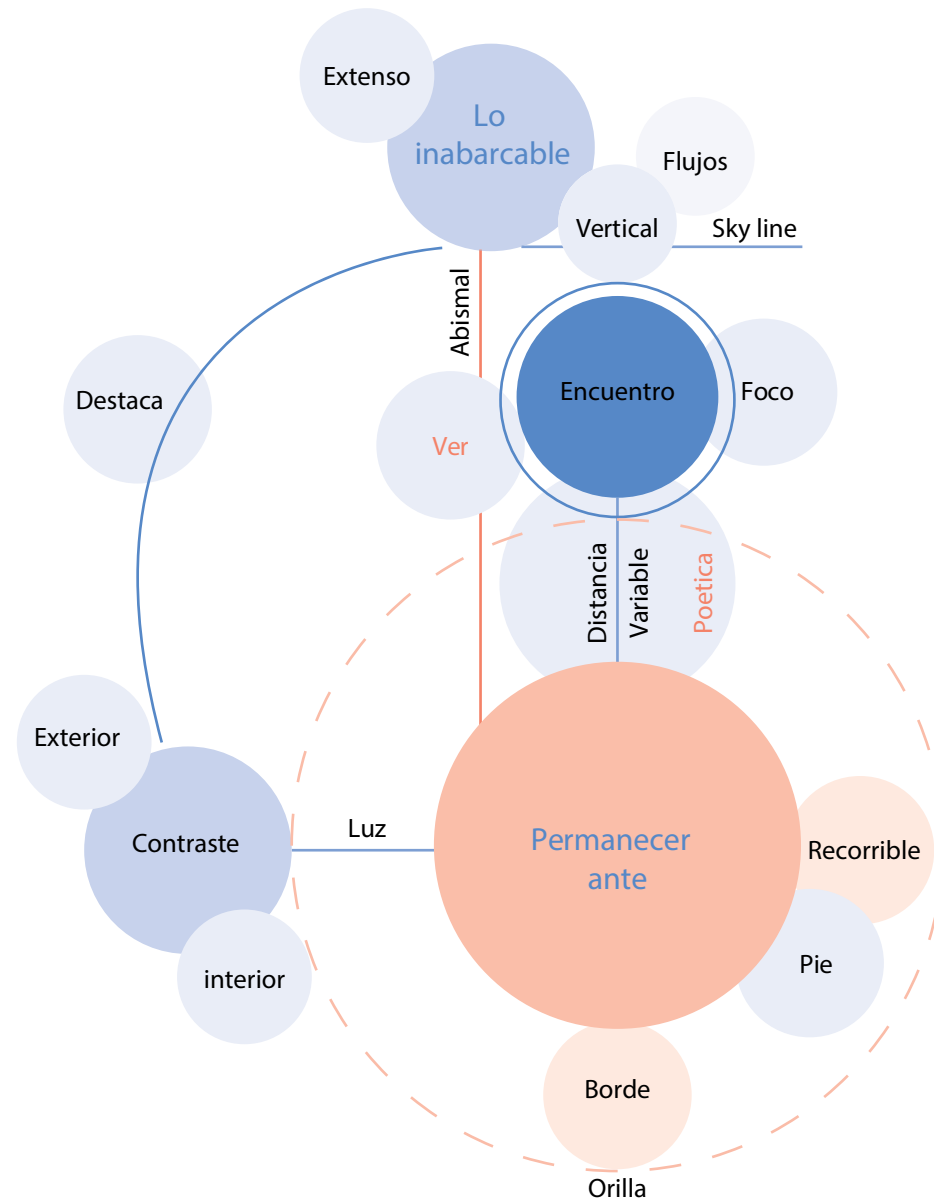 Extenso
Lo
inabarcable
Flujos
Vertical
Sky line
Abismal
Destaca
Encuentro
Foco
Ver
Distancia
Variable
Poetica
Exterior
Contraste
Luz
Permanecer
ante
Recorrible
interior
Pie
Borde
Orilla